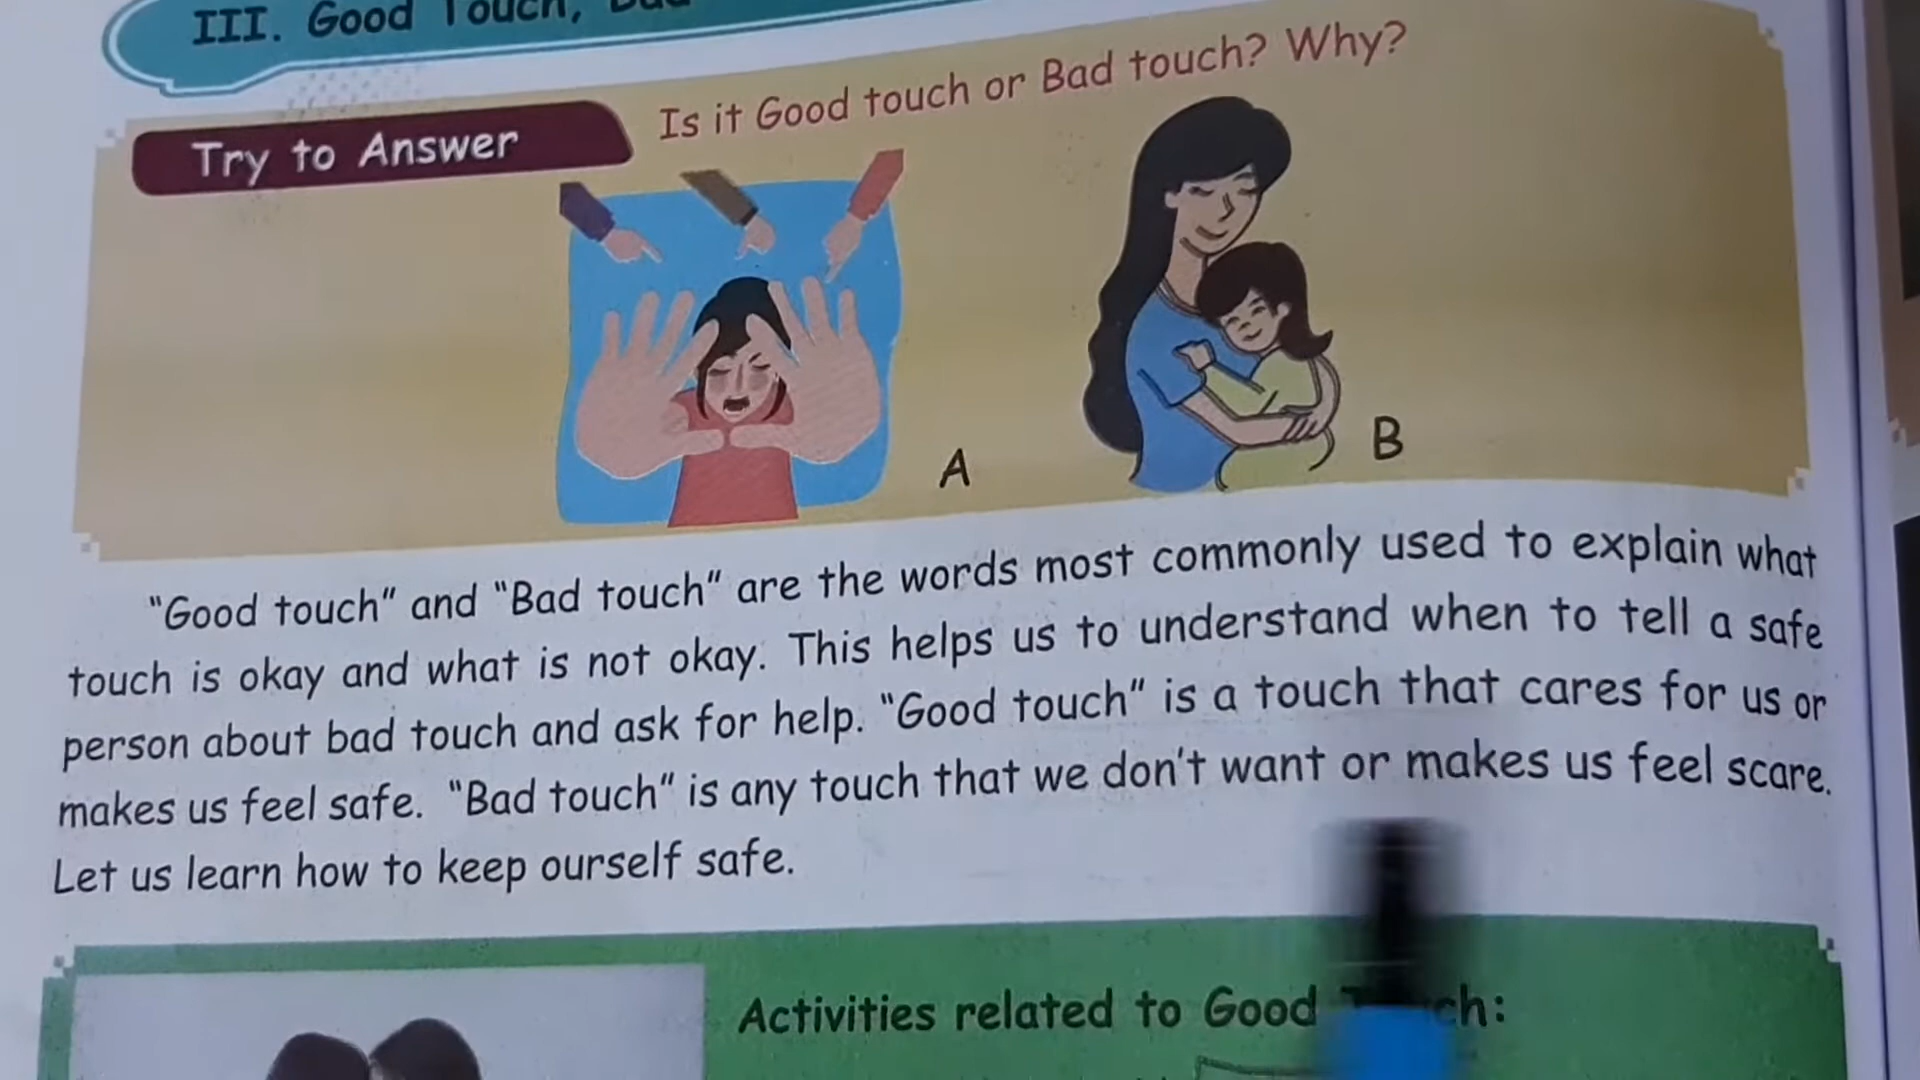 III. Good Touch,
Try to Answer
Is it Good touch or Bad touch? Why?
A
B
"Good touch" and "Bad touch" are the words most commonly used to explain what
touch is okay and what is not okay. This helps us to understand when to tell a safe
person about bad touch and ask for help. "Good touch" is a touch that cares for us or
makes us feel safe. "Bad touch" is any touch that we don't want or makes us feel scare.
Let us learn how to keep ourself safe.
Activities related to Good